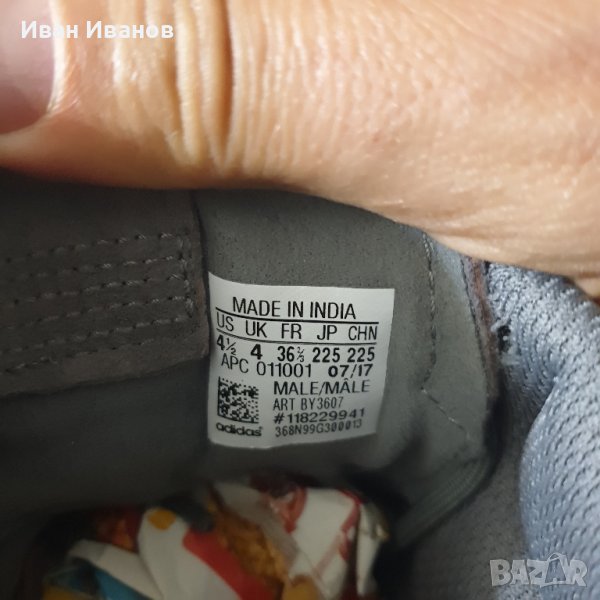 Иван Иванов
MADE IN INDIA
US UK FR JP CHN
4½ 4 36⅔ 225 225
APC 011001 07/17
MALE/MÂLE
ART BY3607
#118229941
adidas 368N99G300013
BAZAR